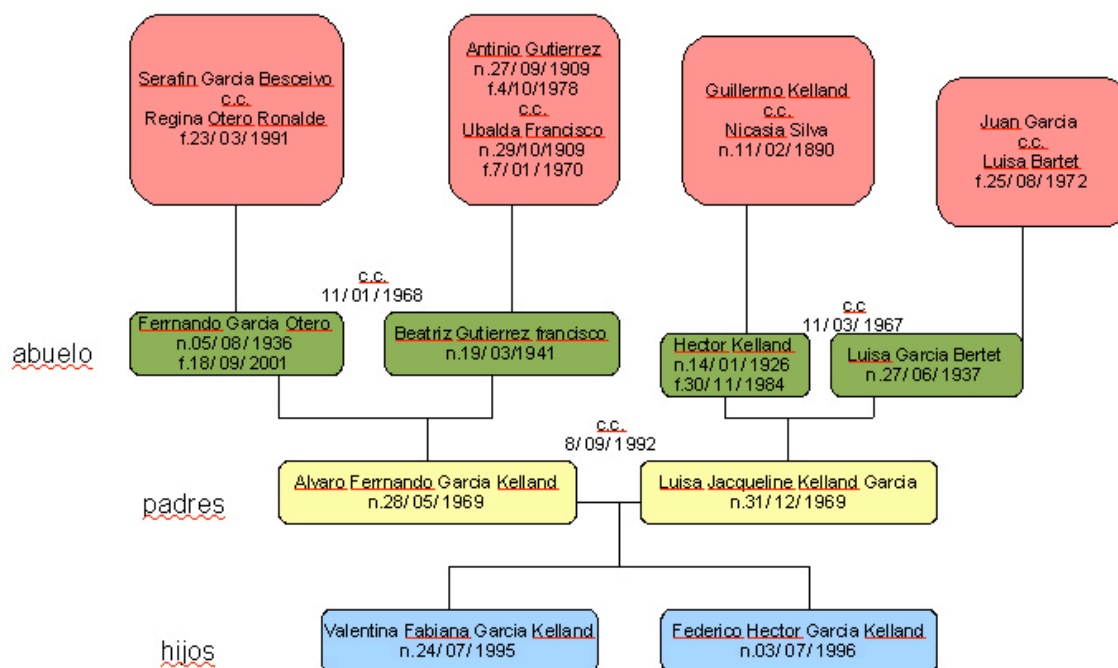 Serafin Garcia Besceivo
c.c.
Regina Otero Ronalde
f.23/ 03/ 1991
Antinio Gutierrez
n.27/ 09/ 1909
f.4/10/1978
c.c.
Ubalda Francisco
n.29/10/1909
f.7/ 01/ 1970
Guillermo Kelland
c.c.
Nicasia Silva
n.11/ 02/ 1890
Juan Garcia
c.c.
Luisa Bartet
f.25/ 08/ 1972
c.c.
11/ 01/ 1968
c.c
11/ 03/ 1967
abuelo
Fernnando Garcia Otero
n.05/ 08/ 1936
f.18/ 09/ 2001
Beatriz Gutierrez francisco
n.19/ 03/1941
Hector Kelland
n.14/ 01/ 1926
f.30/ 11/ 1984
Luisa Garcia Bertet
n.27/ 06/ 1937
c.c.
8/ 09/ 1992
padres
Alvaro Fernnando Garcia Kelland
n.28/ 05/ 1969
Luisa Jacqueline Kelland Garcia
n.31/ 12/ 1969
hijos
Valentina Fabiana Garcia Kelland
n.24/ 07/ 1995
Federico Hector Garcia Kelland
n.03/ 07/ 1996